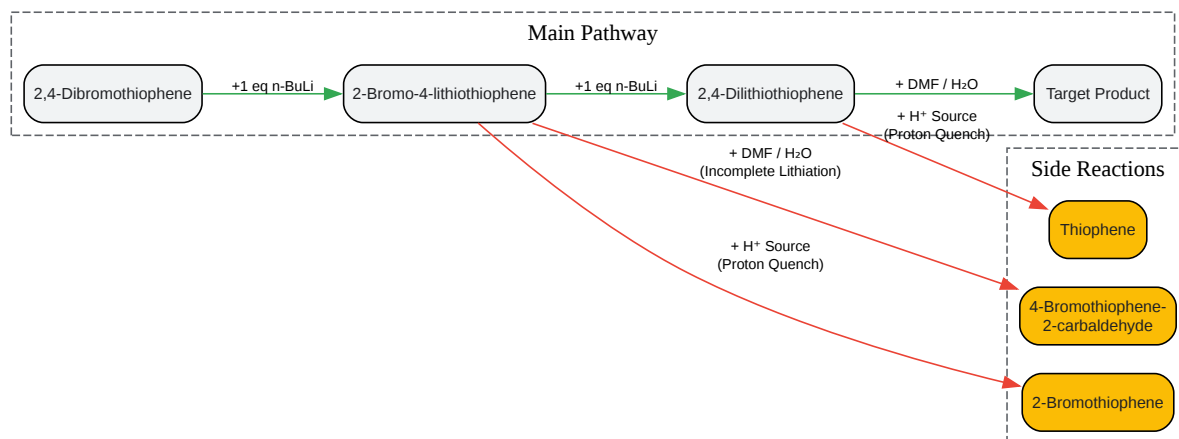 Main Pathway
2,4-Dibromothiophene
+1 eq n-BuLi
2-Bromo-4-lithiothiophene
+1 eq n-BuLi
2,4-Dilithiothiophene
+ DMF / H₂O
Target Product
+ H⁺ Source
(Proton Quench)
+ DMF / H₂O
(Incomplete Lithiation)
Side Reactions
Thiophene
+ H⁺ Source
(Proton Quench)
4-Bromothiophene-
2-carbaldehyde
2-Bromothiophene